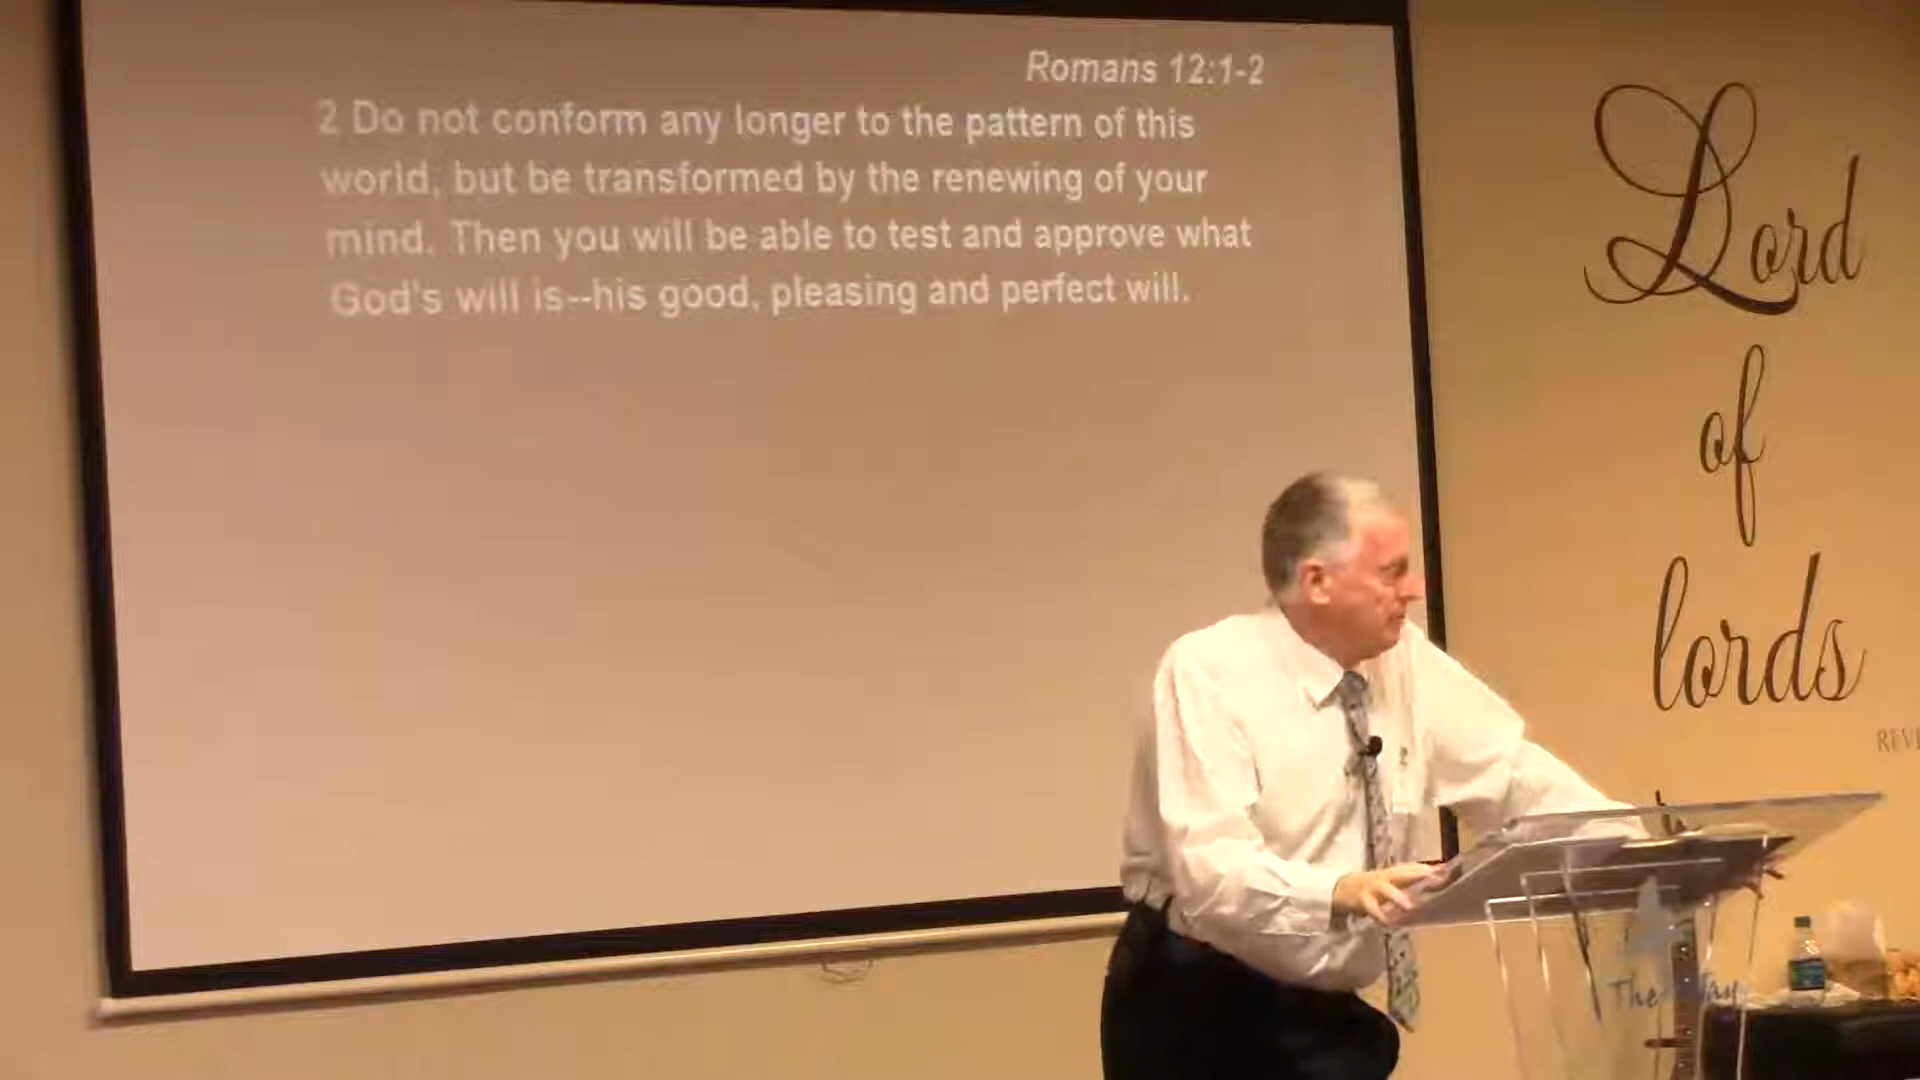 Romans 12:1-2
2 Do not conform any longer to the pattern of this
world, but be transformed by the renewing of your
mind. Then you will be able to test and approve what
God's will is--his good, pleasing and perfect will.
Lord
of
lords
The Way